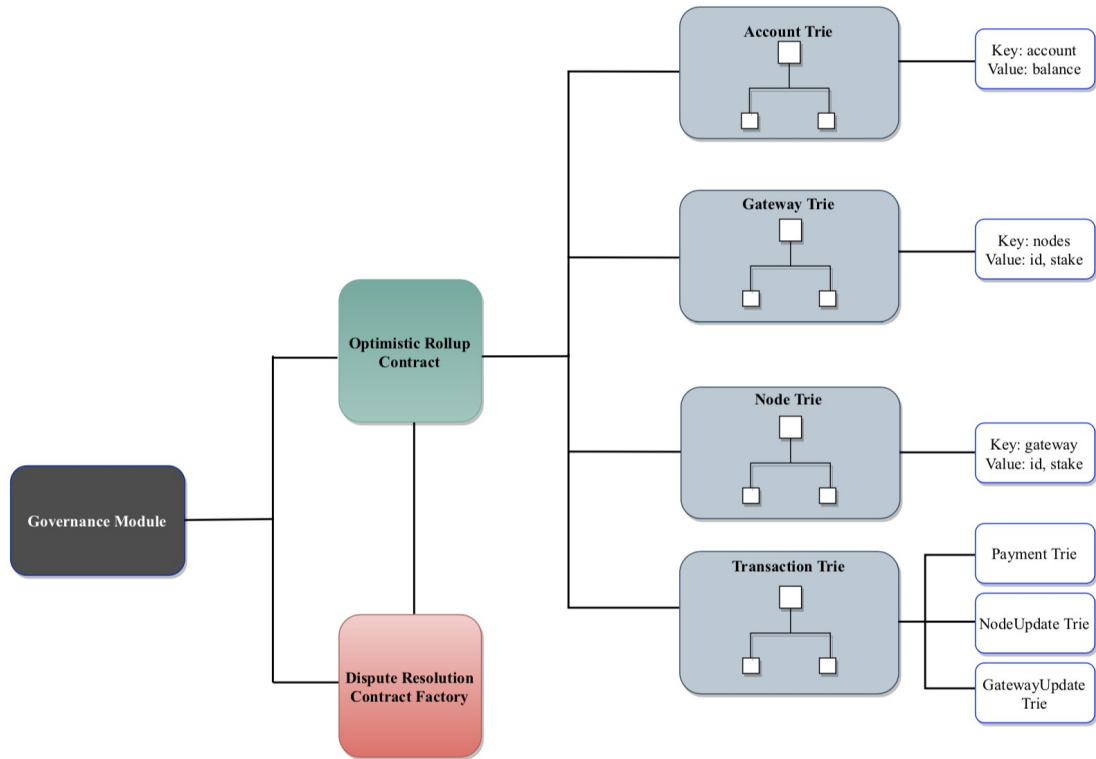 Account Trie
Key: account
Value: balance
Gateway Trie
Key: nodes
Value: id, stake
Optimistic Rollup
Contract
Node Trie
Key: gateway
Value: id, stake
Governance Module
Transaction Trie
Payment Trie
NodeUpdate Trie
GatewayUpdate
Trie
Dispute Resolution
Contract Factory